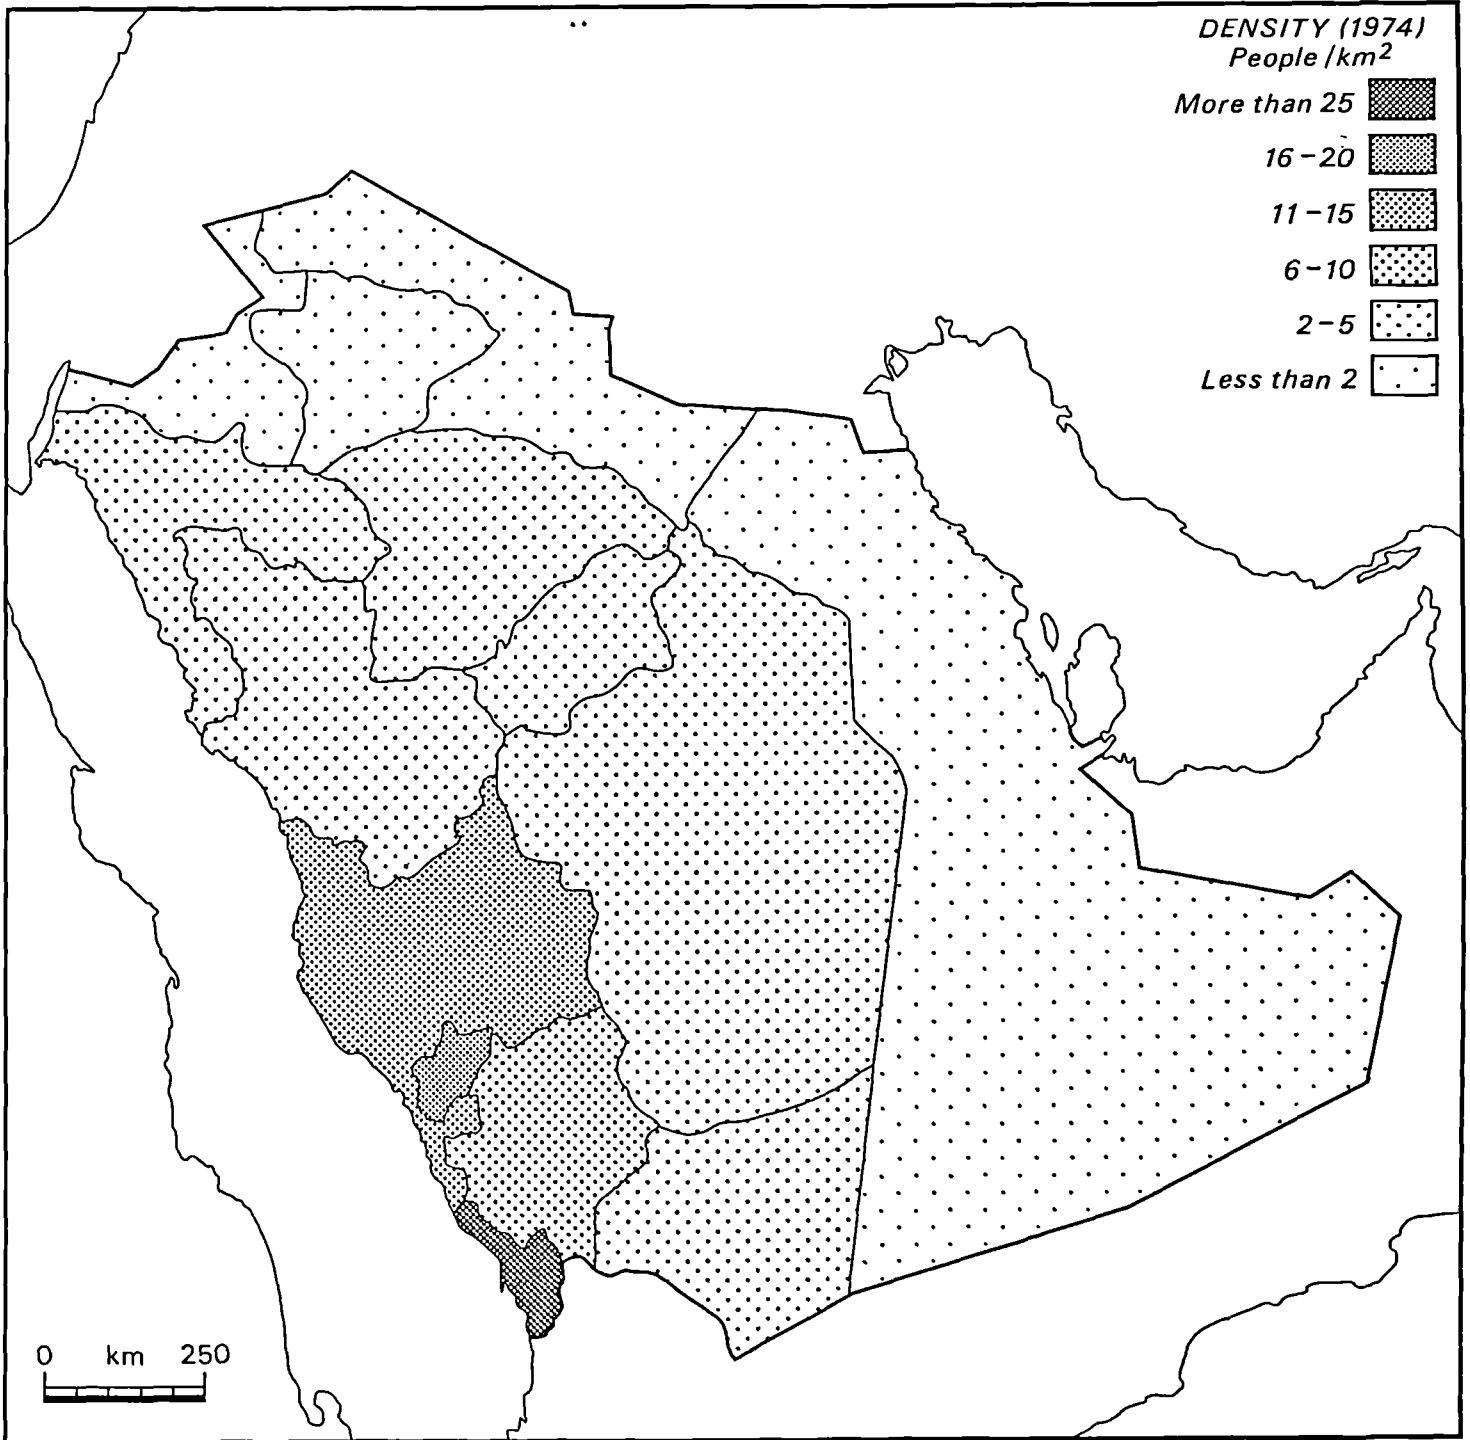 DENSITY (1974)
People/km²
More than 25
16-20
11-15
6-10
2-5
Less than 2
0 km 250